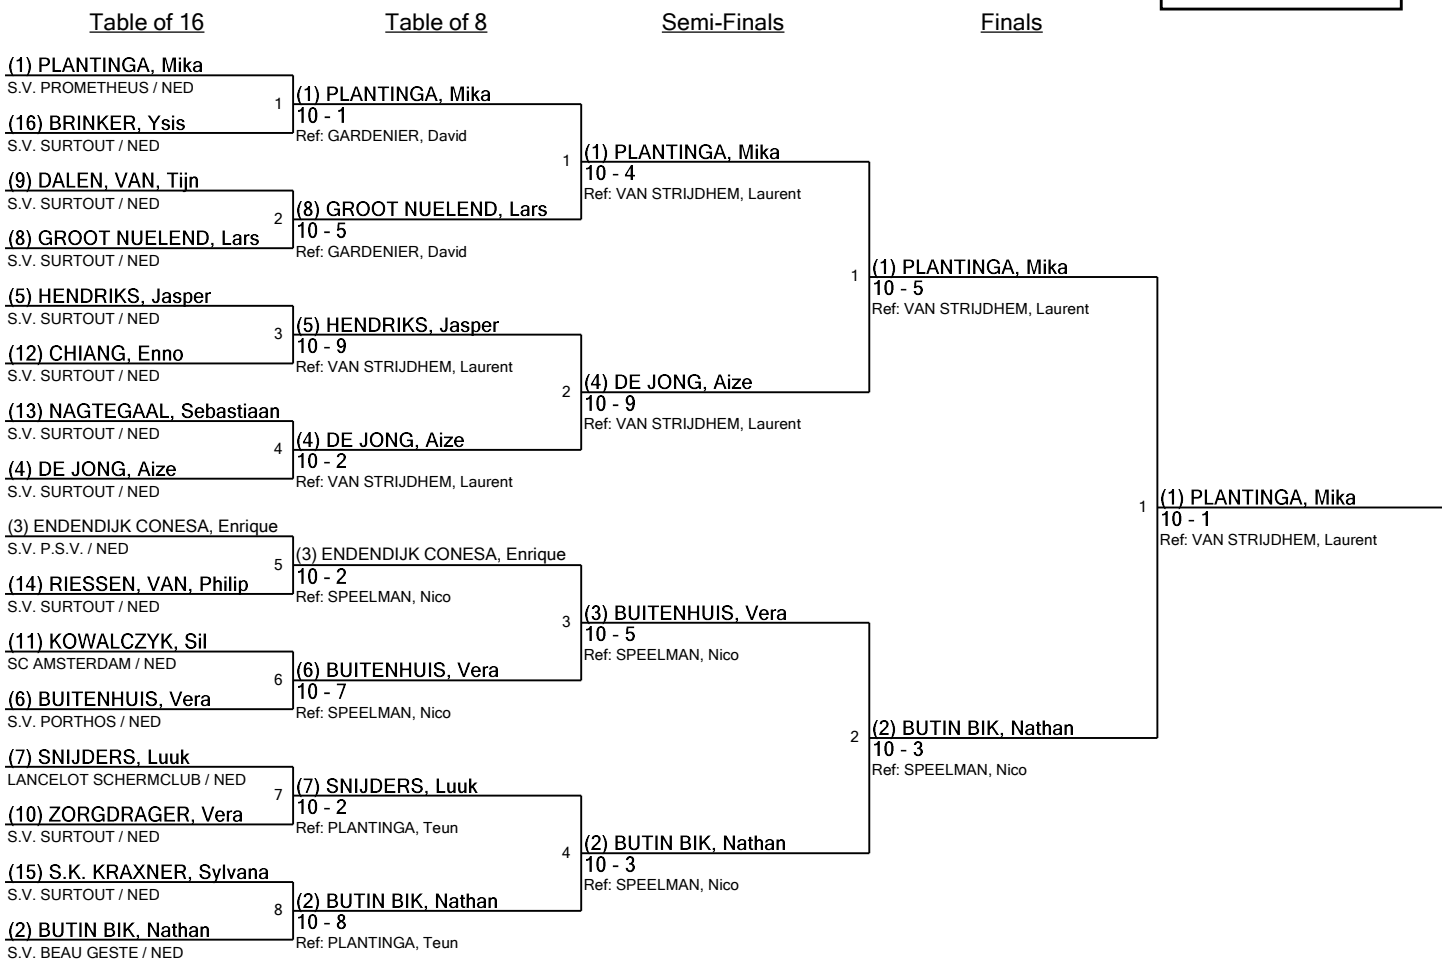 Table of 16
Table of 8
Semi-Finals
Finals
(1) PLANTINGA, Mika
S.V. PROMETHEUS / NED
1
(16) BRINKER, Ysis
S.V. SURTOUT / NED
(9) DALEN, VAN, Tijn
S.V. SURTOUT / NED
2
(8) GROOT NUELEND, Lars
S.V. SURTOUT / NED
(5) HENDRIKS, Jasper
S.V. SURTOUT / NED
3
(12) CHIANG, Enno
S.V. SURTOUT / NED
(13) NAGTEGAAL, Sebastiaan
S.V. SURTOUT / NED
4
(4) DE JONG, Aize
S.V. SURTOUT / NED
(3) ENDENDIJK CONESA, Enrique
S.V. P.S.V. / NED
5
(14) RIESSEN, VAN, Philip
S.V. SURTOUT / NED
(11) KOWALCZYK, Sil
SC AMSTERDAM / NED
6
(6) BUITENHUIS, Vera
S.V. PORTHOS / NED
(7) SNIJDERS, Luuk
LANCELOT SCHERMCLUB / NED
7
(10) ZORGDRAGER, Vera
S.V. SURTOUT / NED
(15) S.K. KRAXNER, Sylvana
S.V. SURTOUT / NED
8
(2) BUTIN BIK, Nathan
S.V. BEAU GESTE / NED
(1) PLANTINGA, Mika
10 - 1
Ref: GARDENIER, David
1
(8) GROOT NUELEND, Lars
10 - 5
Ref: GARDENIER, David
(5) HENDRIKS, Jasper
10 - 9
Ref: VAN STRIJDHEM, Laurent
2
(4) DE JONG, Aize
10 - 2
Ref: VAN STRIJDHEM, Laurent
(3) ENDENDIJK CONESA, Enrique
10 - 2
Ref: SPEELMAN, Nico
3
(6) BUITENHUIS, Vera
10 - 7
Ref: SPEELMAN, Nico
(7) SNIJDERS, Luuk
10 - 2
Ref: PLANTINGA, Teun
4
(2) BUTIN BIK, Nathan
10 - 8
Ref: PLANTINGA, Teun
(1) PLANTINGA, Mika
10 - 4
Ref: VAN STRIJDHEM, Laurent
1
(4) DE JONG, Aize
10 - 9
Ref: VAN STRIJDHEM, Laurent
(3) BUITENHUIS, Vera
10 - 5
Ref: SPEELMAN, Nico
2
(2) BUTIN BIK, Nathan
10 - 3
Ref: SPEELMAN, Nico
(1) PLANTINGA, Mika
10 - 5
Ref: VAN STRIJDHEM, Laurent
1
(2) BUTIN BIK, Nathan
10 - 3
Ref: SPEELMAN, Nico
(1) PLANTINGA, Mika
10 - 1
Ref: VAN STRIJDHEM, Laurent